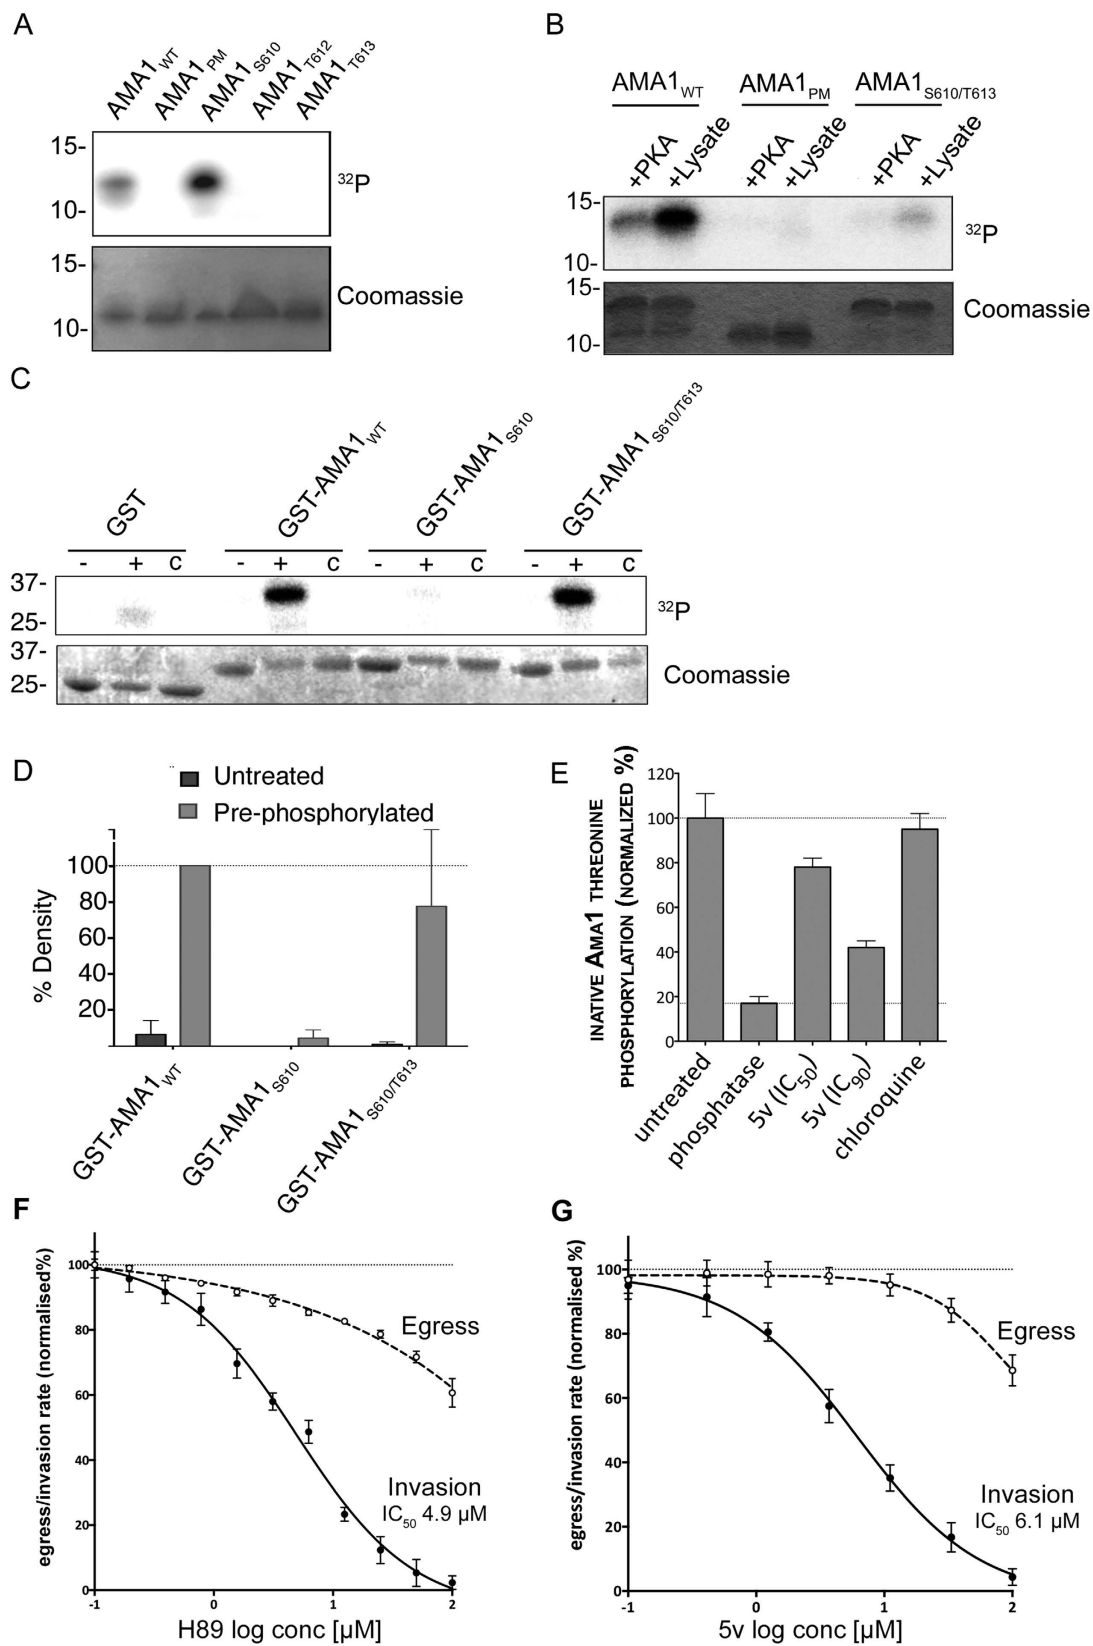 A
AMA1WT
AMA1PM
AMA1S610
AMA1T612
AMA1T613
15-
10-
32P
15-
10-
Coomassie
B
AMA1WT
AMA1PM
AMA1S610/T613
+PKA
+Lysate
+PKA
+Lysate
+PKA
+Lysate
15-
10-
32P
15-
10-
Coomassie
C
GST
GST-AMA1WT
GST-AMA1S610
GST-AMA1S610/T613
- + c - + c - + c - + c
37-
25-
32P
37-
25-
Coomassie
D
Untreated
Pre-phosphorylated
% Density
100
80
60
40
20
GST-AMA1WT
GST-AMA1S610
GST-AMA1S610/T613
E
native Ama1 threonine
phosphorylation (normalized %)
120
100
80
60
40
20
0
untreated
phosphatase
5v (IC50)
5v (IC90)
chloroquine
F
egress/invasion rate (normalised%)
100
80
60
40
20
0
Egress
Invasion
IC50 4.9 µM
-1 0 1 2
H89 log conc [µM]
G
egress/invasion rate (normalised %)
100
80
60
40
20
0
Egress
Invasion
IC50 6.1 µM
-1 0 1 2
5v log conc [µM]